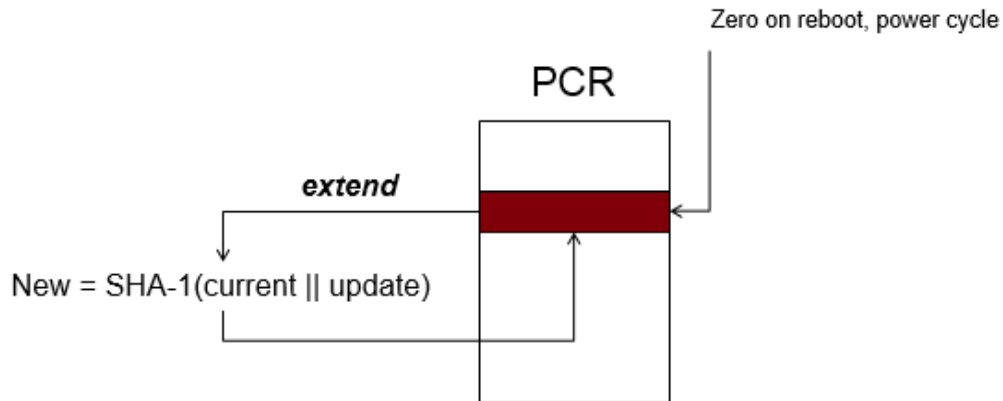 Zero on reboot, power cycle
PCR
extend
New = SHA-1(current || update)